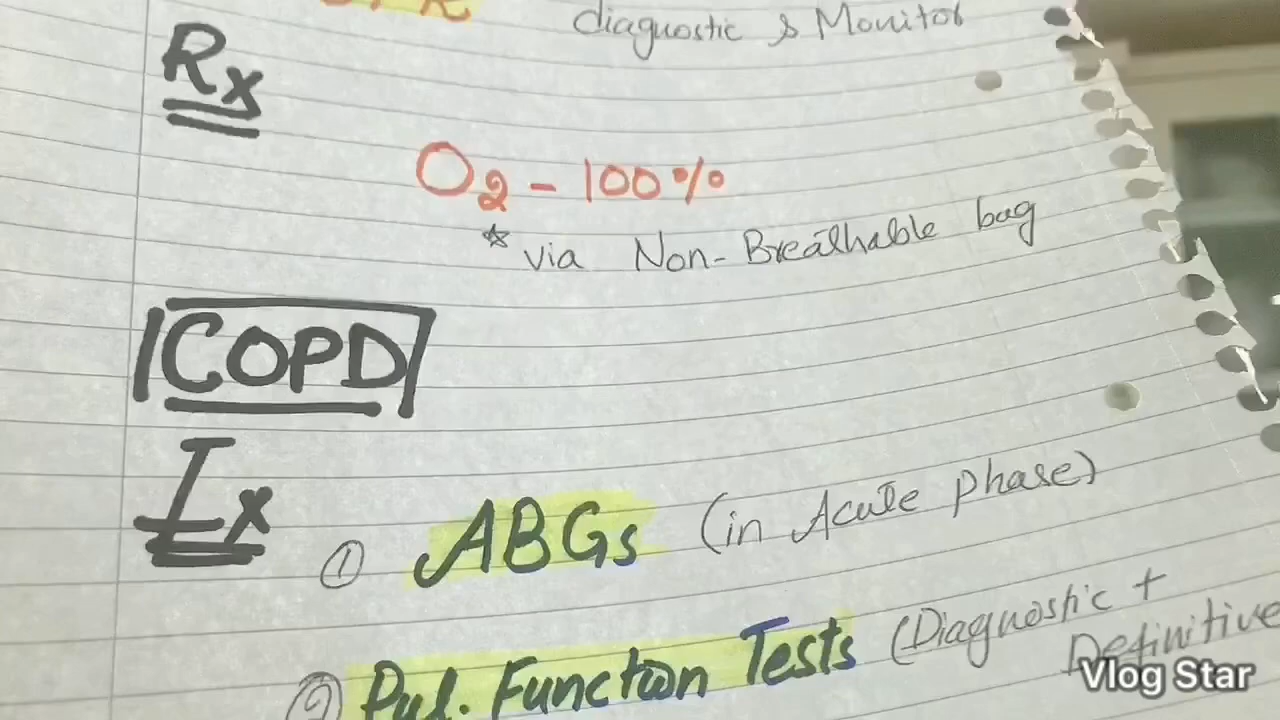 diagnostic & Monitor
Rx
O2 - 100%
* via Non-Breathable bag
COPD
Ix
① ABGs (in Acute phase)
② Pul. Function Tests (Diagnostic +
Definitive
Vlog Star